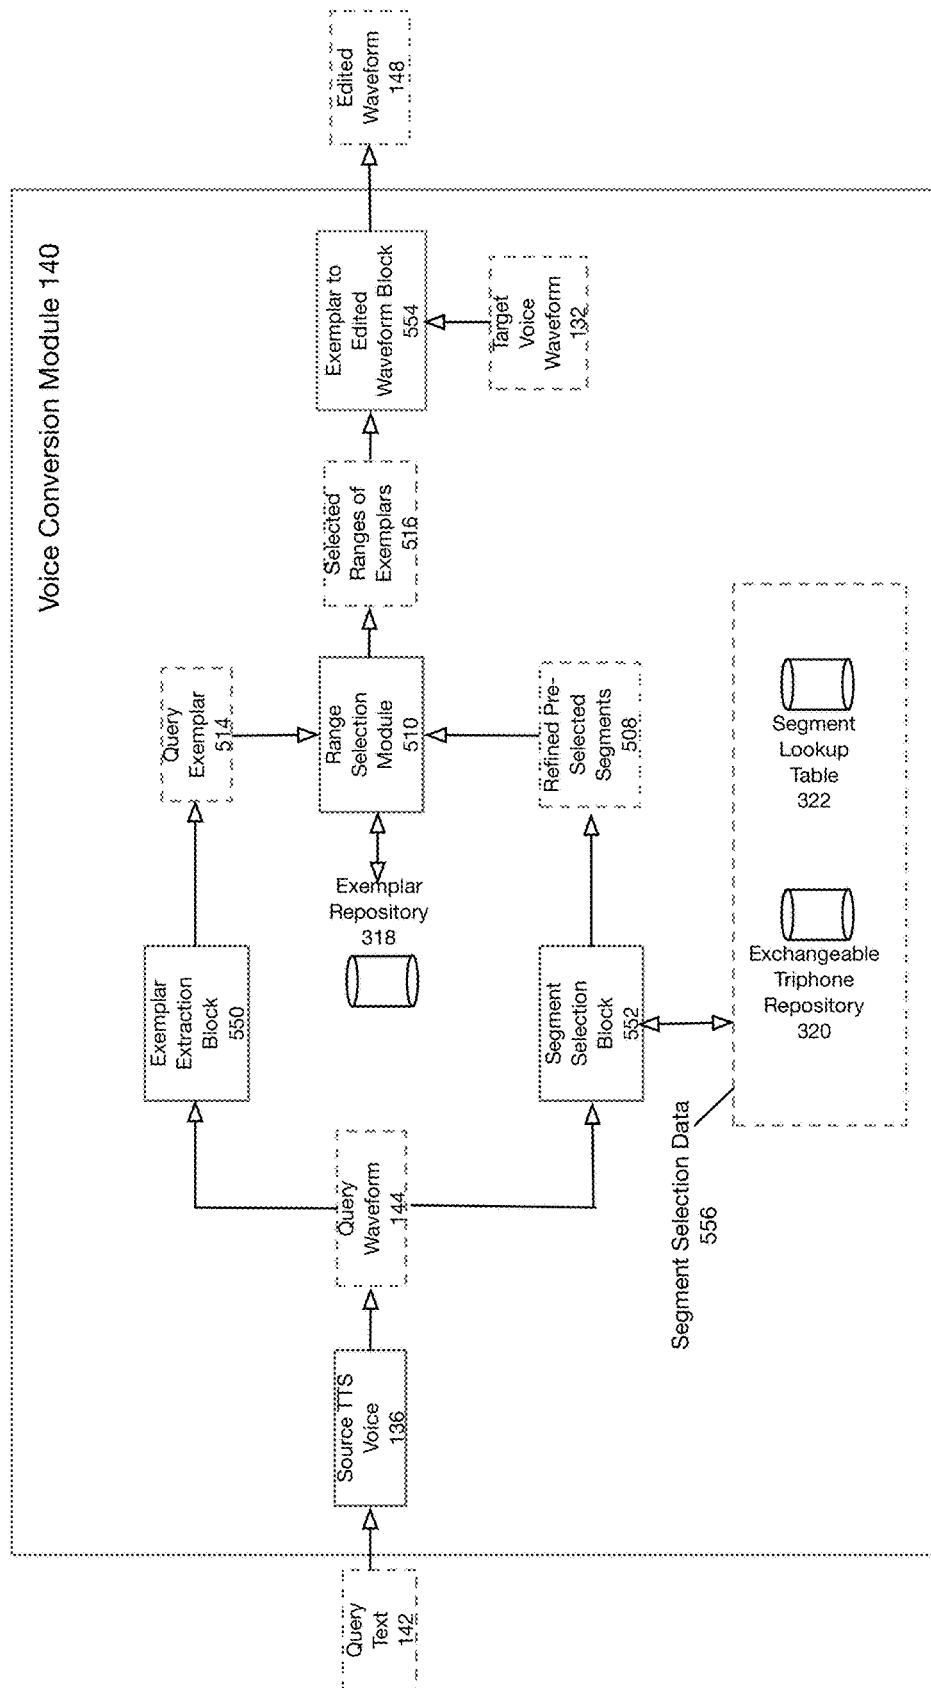 Voice Conversion Module 140
Query
Text
142
Source TTS
Voice
136
Query
Waveform
144
Exemplar
Extraction
Block
550
Query
Exemplar
514
Segment
Selection
Block
552
Refined Pre-
Selected
Segments
508
Exemplar
Repository
318
Range
Selection
Module
510
Selected
Ranges of
Exemplars
516
Exemplar to
Edited
Waveform Block
554
Target
Voice
Waveform
132
Edited
Waveform
148
Segment Selection Data
556
Exchangeable
Triphone
Repository
320
Segment
Lookup
Table
322